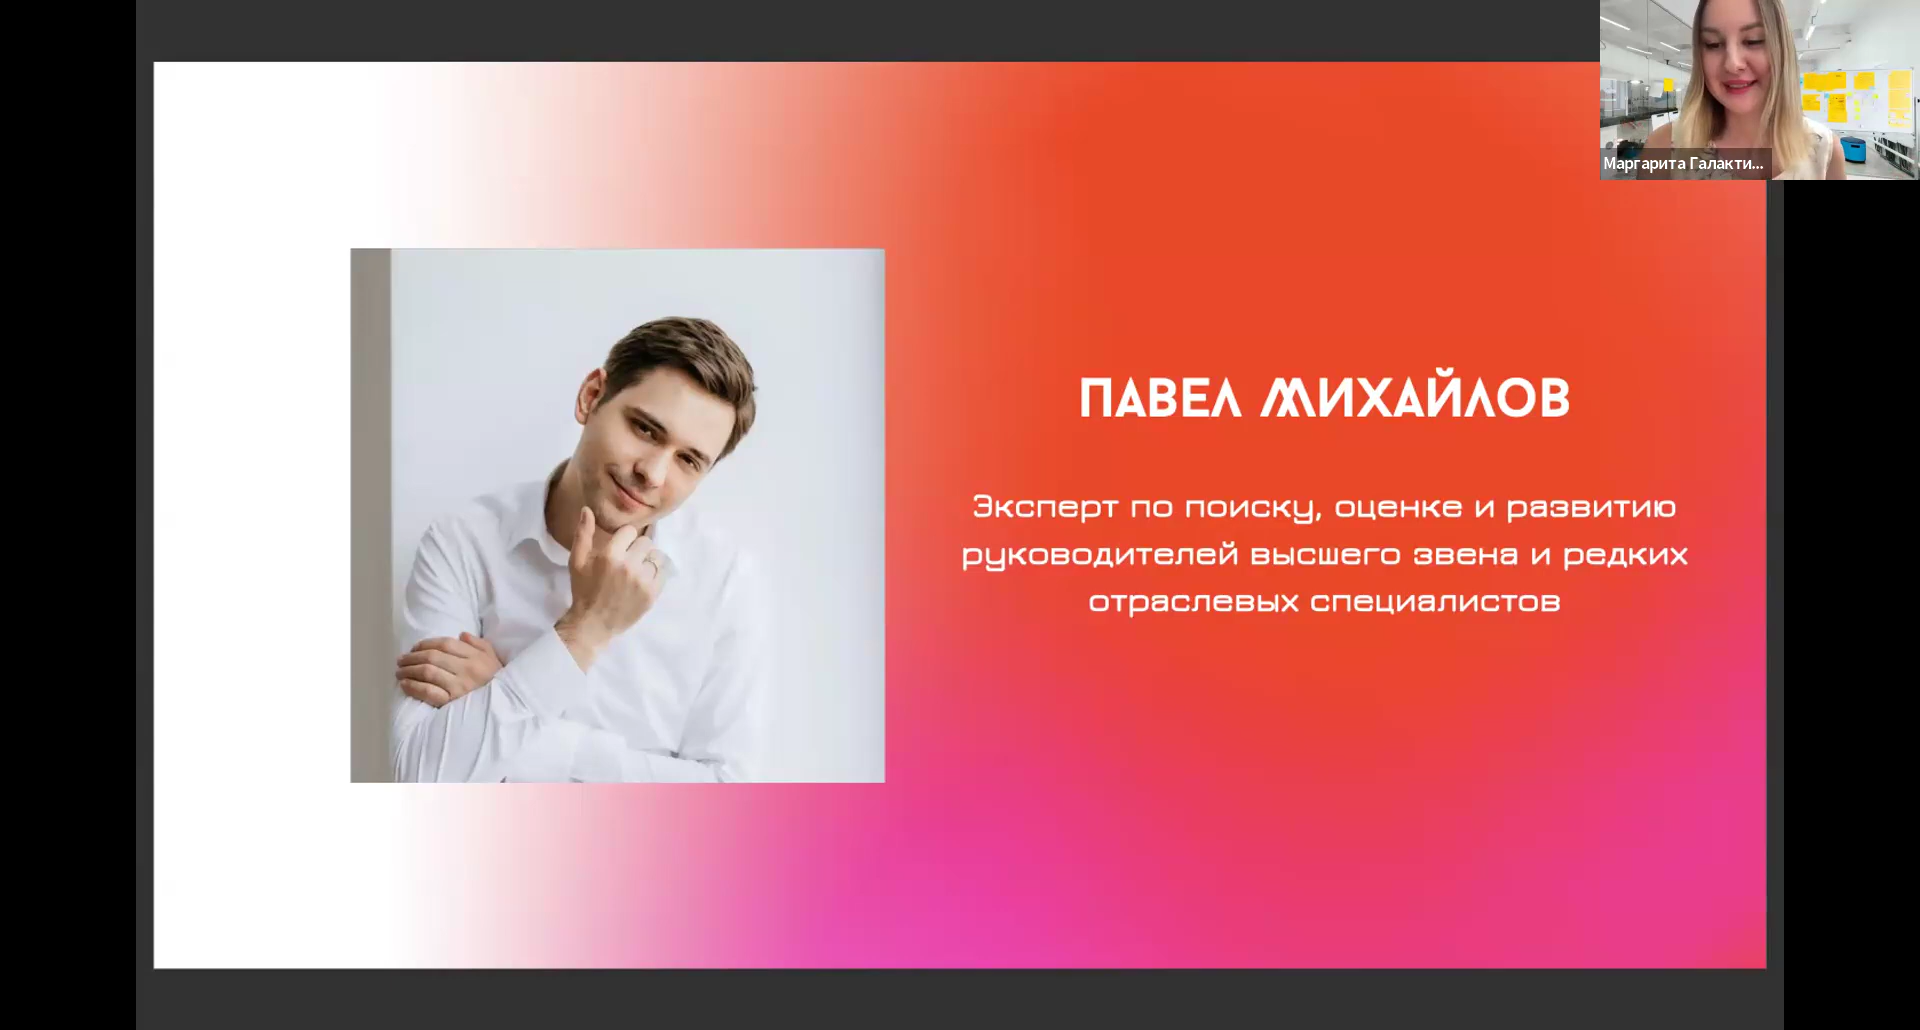 Маргарита Галакти...
ПАВЕЛ МИХАЙЛОВ
Эксперт по поиску, оценке и развитию
руководителей высшего звена и редких
отраслевых специалистов